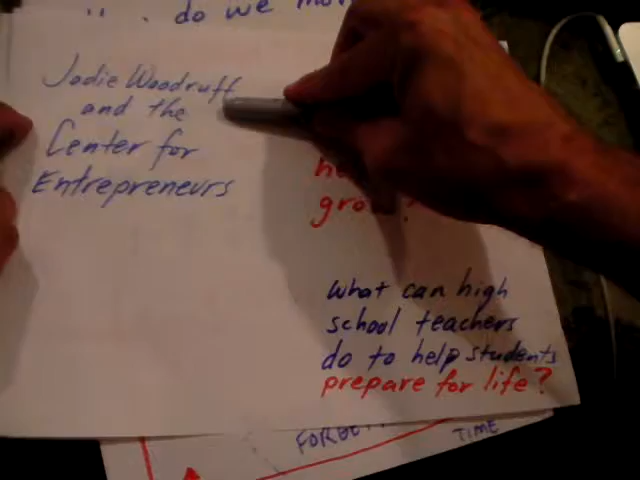 do we
Jodie Woodruff
and the
Center for
Entrepreneurs
what can high
school teachers
do to help students
prepare for life?
TIME